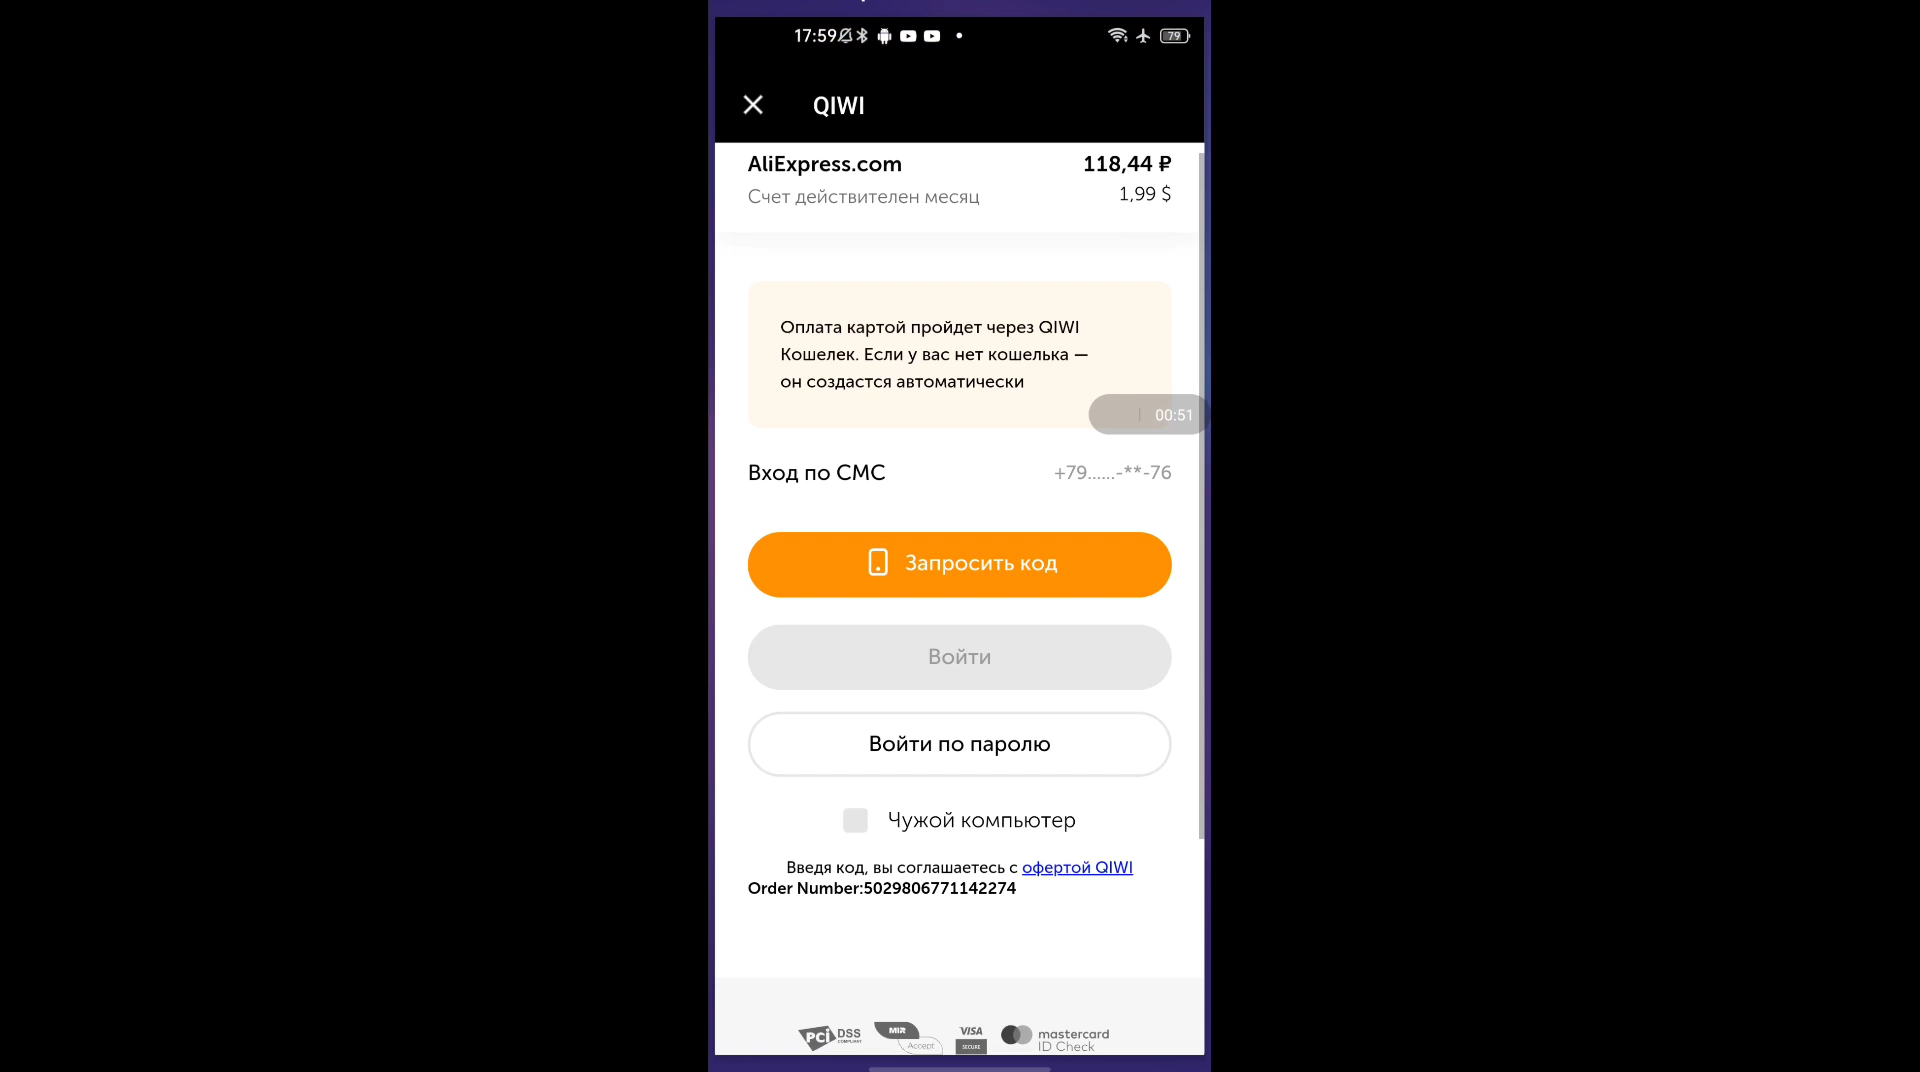 17:59
79
QIWI
AliExpress.com
118,44 ₽
Счет действителен месяц
1,99 $
Оплата картой пройдет через QIWI
Кошелек. Если у вас нет кошелька —
он создастся автоматически
00:51
Вход по СМС
+79......-**-76
Запросить код
Войти
Войти по паролю
Чужой компьютер
Введя код, вы соглашаетесь с офертой QIWI
Order Number:5029806771142274
PCI DSS COMPLIANT
MIR Accept
VISA SECURE
mastercard ID Check